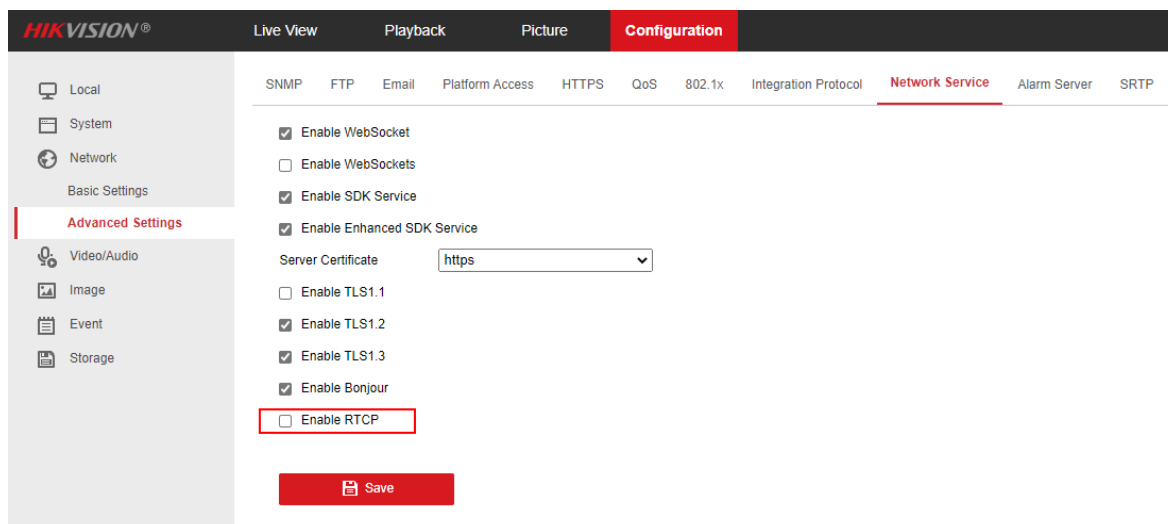 HIKVISION® Live View Playback Picture Configuration
SNMP FTP Email Platform Access HTTPS QoS 802.1x Integration Protocol Network Service Alarm Server SRTP
Local
System
Network
Basic Settings
Advanced Settings
Video/Audio
Image
Event
Storage
Enable WebSocket
Enable WebSockets
Enable SDK Service
Enable Enhanced SDK Service
Server Certificate https
Enable TLS1.1
Enable TLS1.2
Enable TLS1.3
Enable Bonjour
Enable RTCP
Save